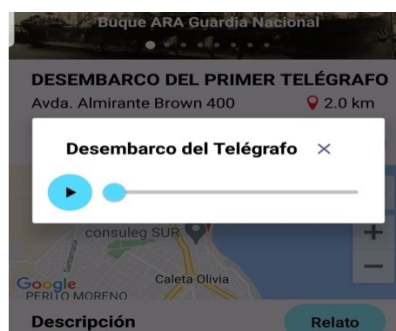 Buque ARA Guardia Nacional
DESEMBARCO DEL PRIMER TELÉGRAFO
Avda. Almirante Brown 400
2.0 km
Desembarco del Telégrafo ×
consuleg SUR
Caleta Olivia
Google
PERITO MORENO
Descripción
Relato